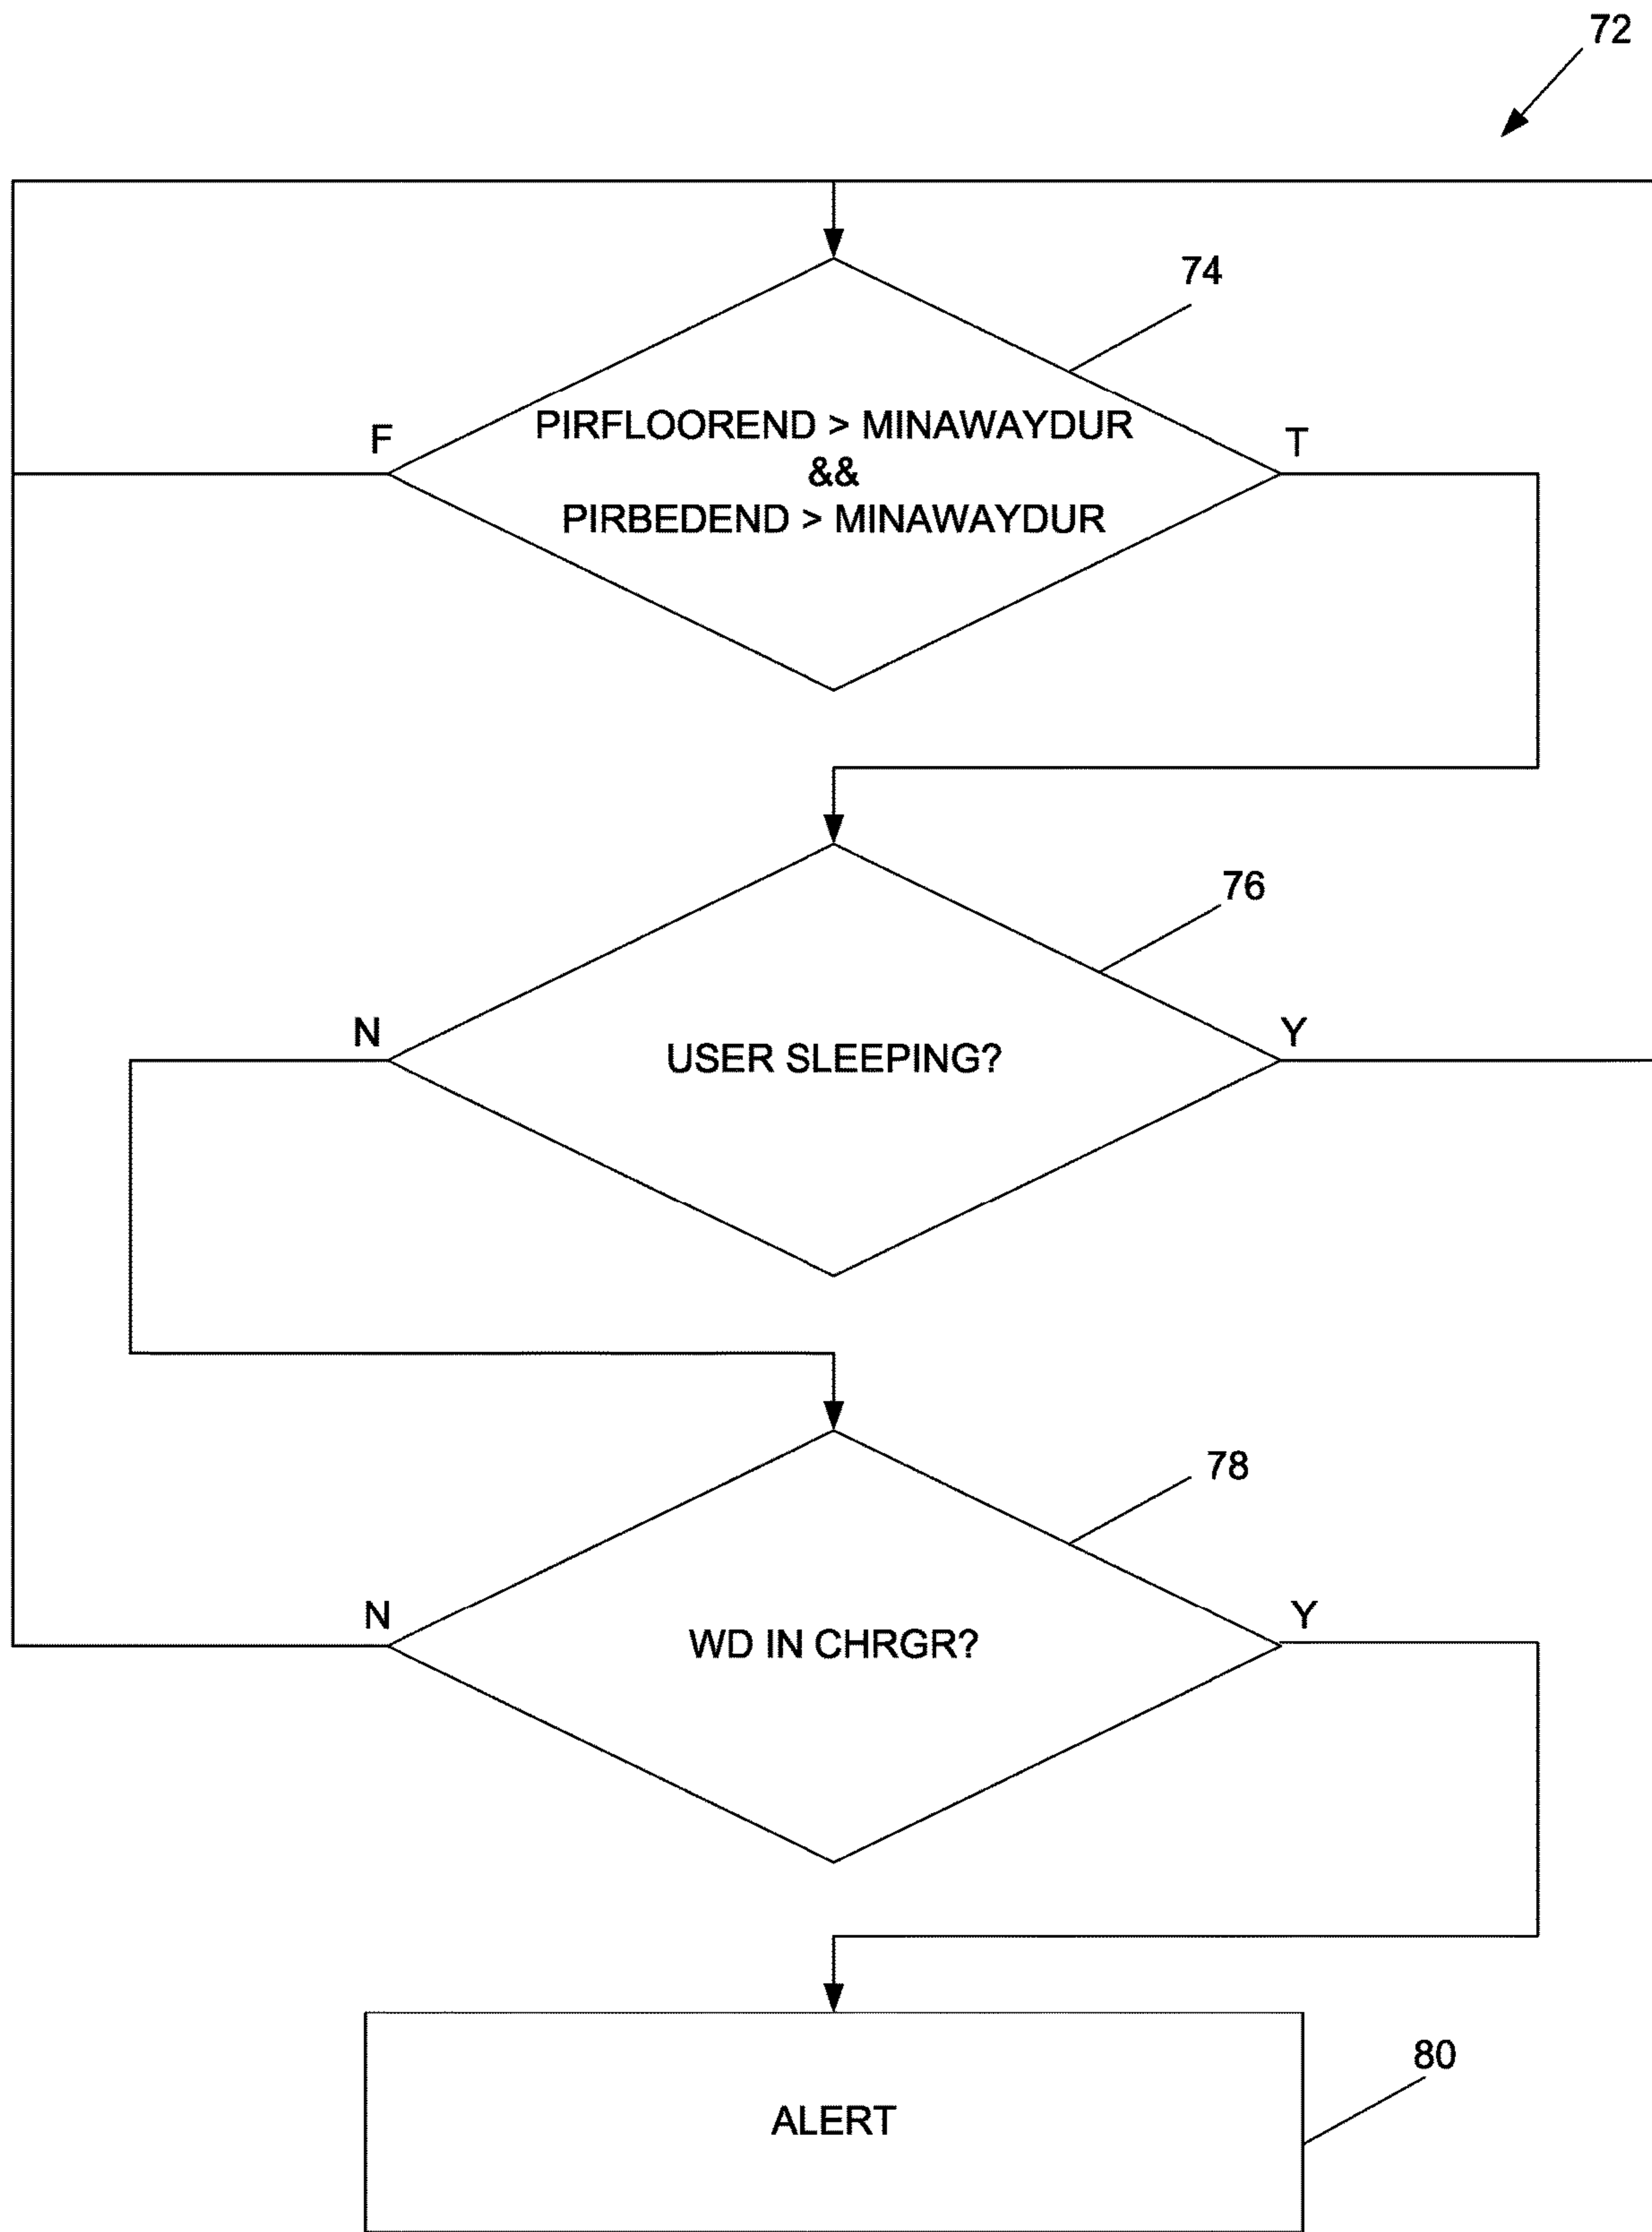 72
74
PIRFLOOREND > MINAWAYDUR
F
T
&&
PIRBEDEND > MINAWAYDUR
76
N
Y
USER SLEEPING?
78
N
Y
WD IN CHRGR?
80
ALERT